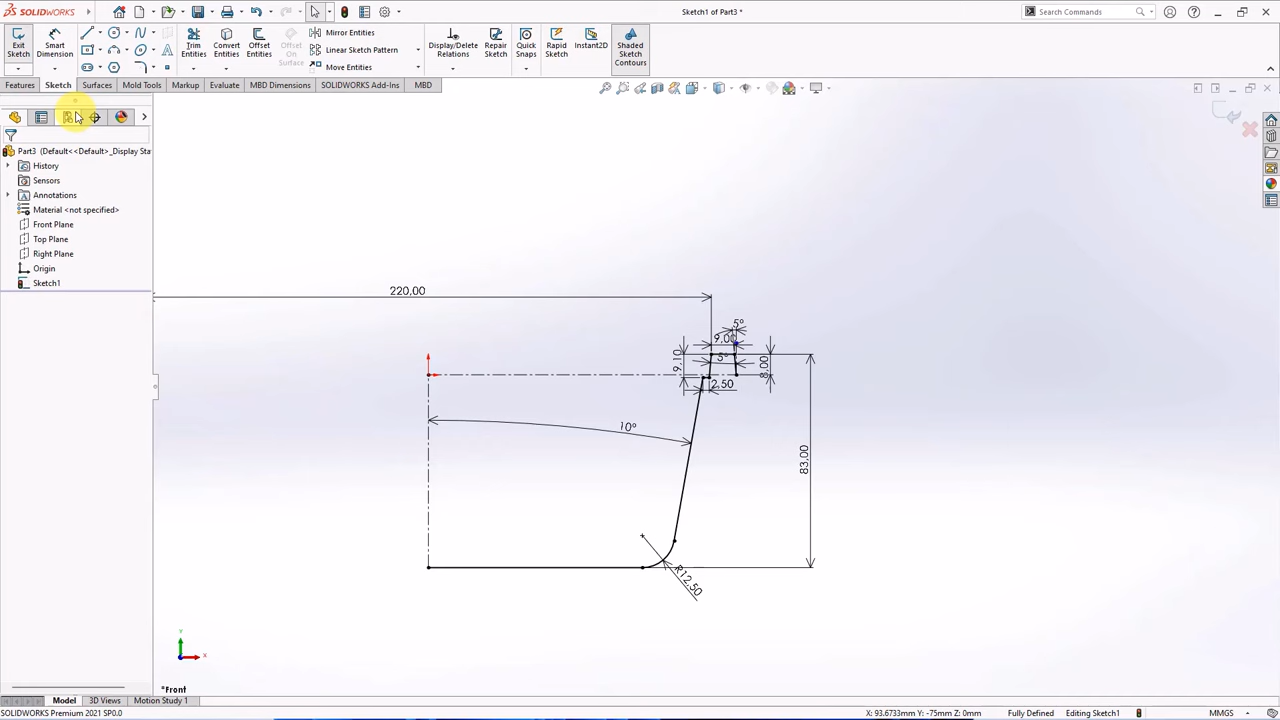 SOLIDWORKS
Sketch1 of Part3 *
Search Commands
Exit Sketch
Smart Dimension
Trim Entities
Convert Entities
Offset Entities
Offset On Surface
Mirror Entities
Linear Sketch Pattern
Move Entities
Display/Delete Relations
Repair Sketch
Quick Snaps
Rapid Sketch
Instant2D
Shaded Sketch Contours
Features
Sketch
Surfaces
Mold Tools
Markup
Evaluate
MBD Dimensions
SOLIDWORKS Add-Ins
MBD
Part3 (Default<<Default>_Display Sta
History
Sensors
Annotations
Material <not specified>
Front Plane
Top Plane
Right Plane
Origin
Sketch1
220,00
5°
9,00
9,10
5°
8,00
2,50
10°
83,00
R12,50
Y
X
*Front
Model
3D Views
Motion Study 1
SOLIDWORKS Premium 2021 SP0.0
X: 93.6733mm Y: -75mm Z: 0mm
Fully Defined
Editing Sketch1
MMGS